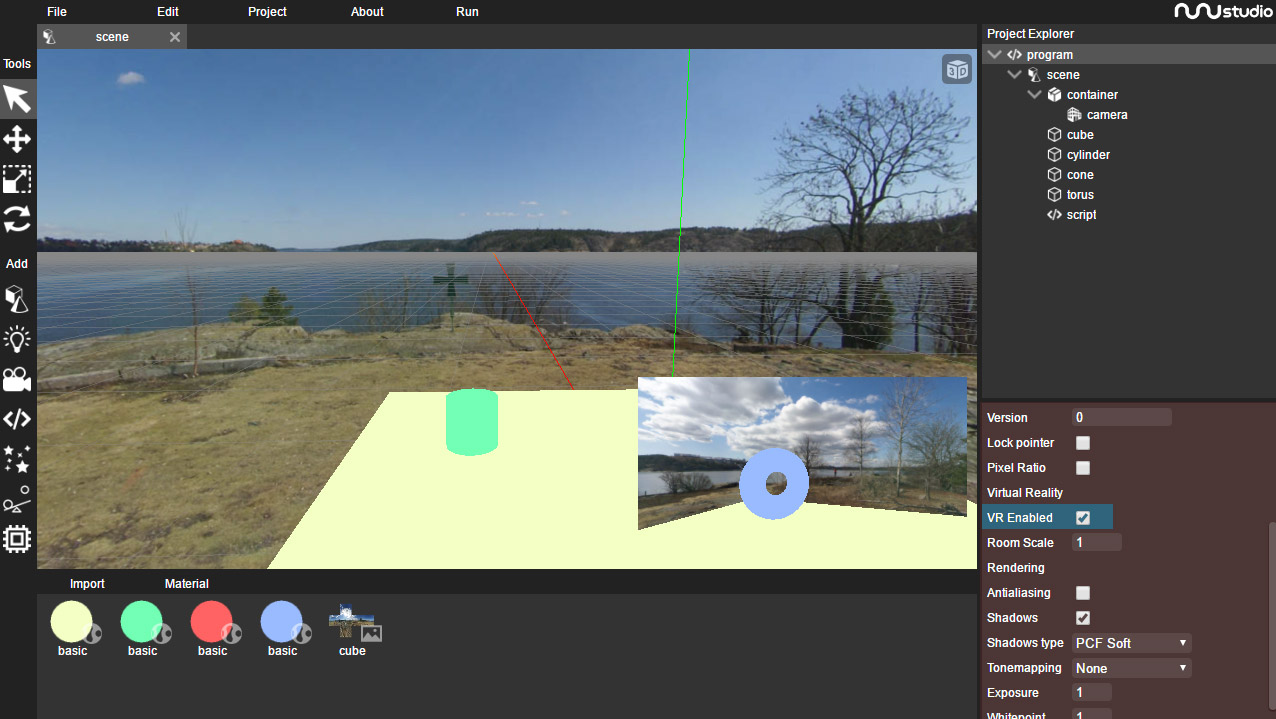 File Edit Project About Run
nunustudio
scene
Tools
Add
3D
Project Explorer
program
scene
container
camera
cube
cylinder
cone
torus
script
Version 0
Lock pointer
Pixel Ratio
Virtual Reality
VR Enabled
Room Scale 1
Rendering
Antialiasing
Shadows
Shadows type PCF Soft
Tonemapping None
Exposure 1
Whitepoint 1
Import Material
basic basic basic basic cube